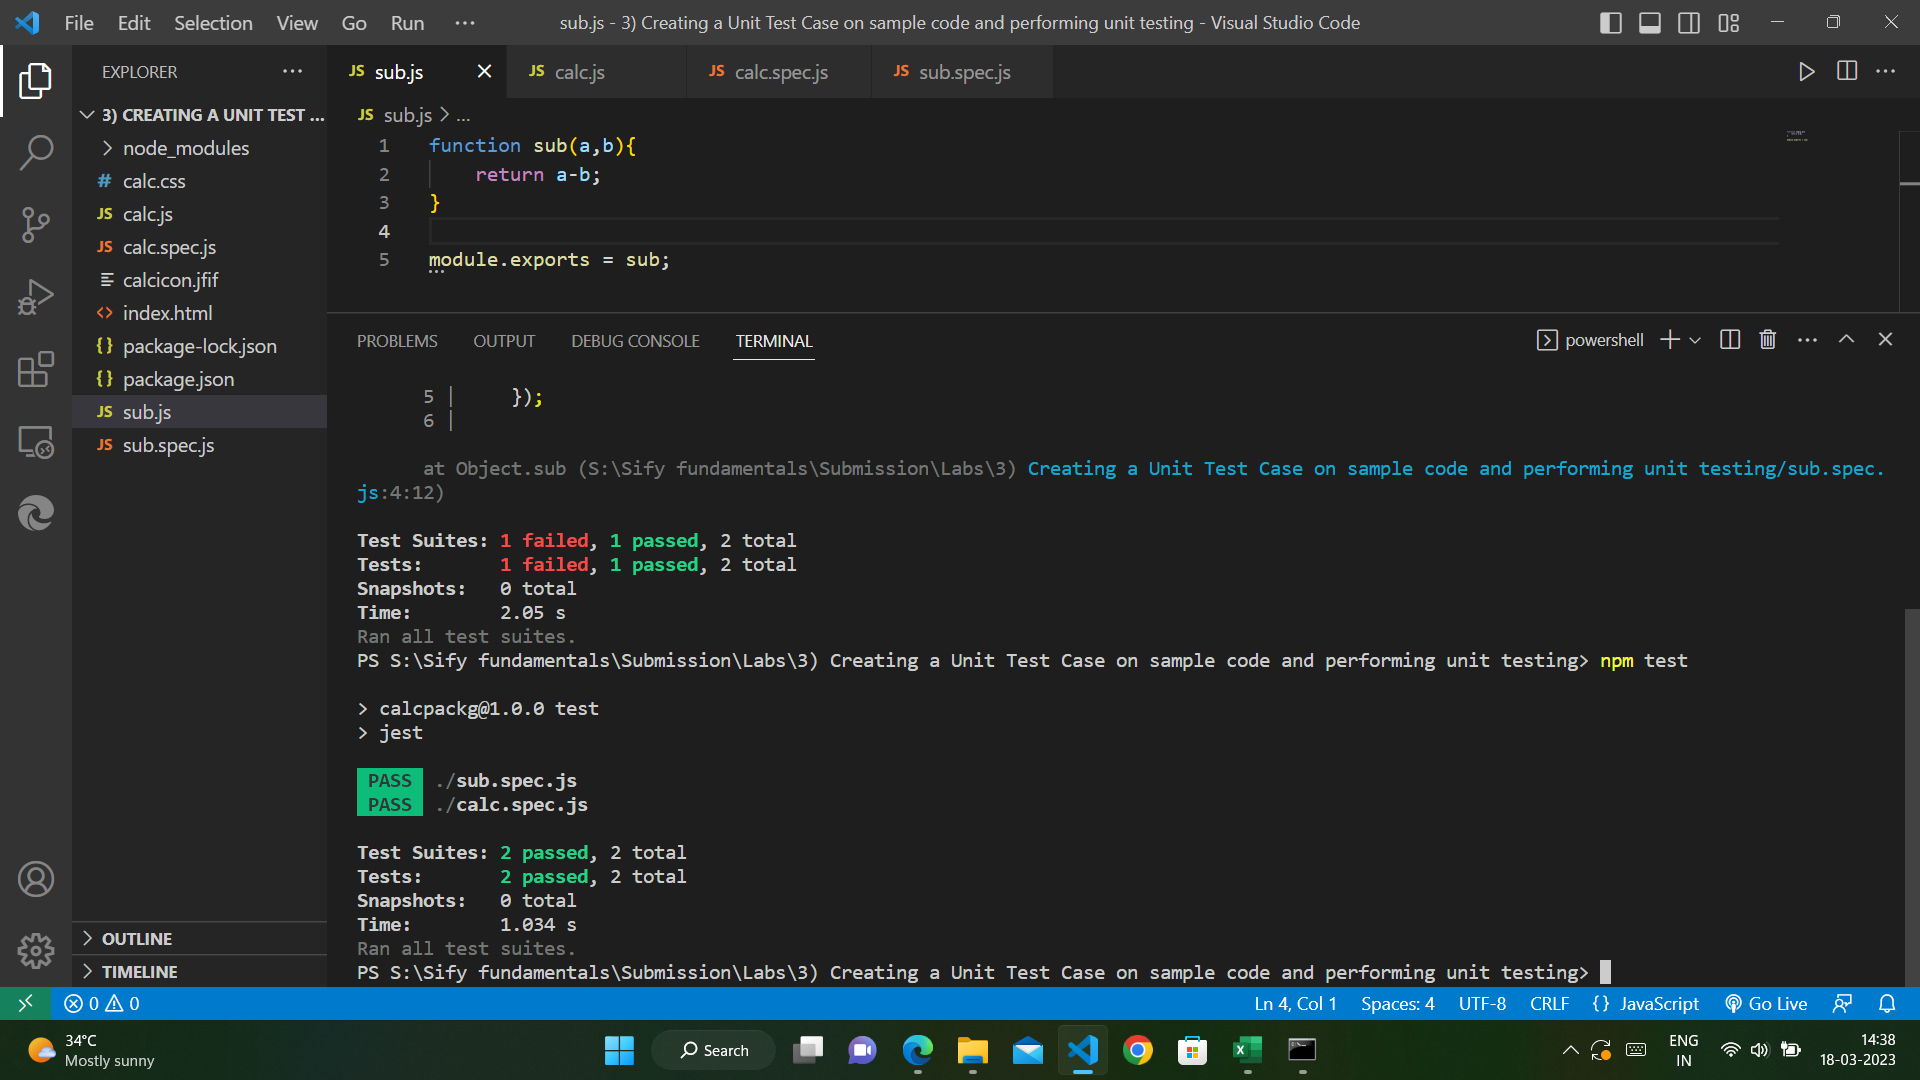 File Edit Selection View Go Run ···
sub.js - 3) Creating a Unit Test Case on sample code and performing unit testing - Visual Studio Code
EXPLORER
3) CREATING A UNIT TEST ...
node_modules
# calc.css
JS calc.js
JS calc.spec.js
calcicon.jfif
<> index.html
{} package-lock.json
{} package.json
JS sub.js
JS sub.spec.js
OUTLINE
TIMELINE
JS sub.js
JS calc.js
JS calc.spec.js
JS sub.spec.js
JS sub.js > ...
1 function sub(a,b){
2 return a-b;
3 }
4
5 module.exports = sub;
PROBLEMS OUTPUT DEBUG CONSOLE TERMINAL
powershell
5 | });
6 |
at Object.sub (S:\Sify fundamentals\Submission\Labs\3) Creating a Unit Test Case on sample code and performing unit testing/sub.spec.
js:4:12)
Test Suites: 1 failed, 1 passed, 2 total
Tests: 1 failed, 1 passed, 2 total
Snapshots: 0 total
Time: 2.05 s
Ran all test suites.
PS S:\Sify fundamentals\Submission\Labs\3) Creating a Unit Test Case on sample code and performing unit testing> npm test
> calcpackg@1.0.0 test
> jest
PASS ./sub.spec.js
PASS ./calc.spec.js
Test Suites: 2 passed, 2 total
Tests: 2 passed, 2 total
Snapshots: 0 total
Time: 1.034 s
Ran all test suites.
PS S:\Sify fundamentals\Submission\Labs\3) Creating a Unit Test Case on sample code and performing unit testing>
0 0
Ln 4, Col 1 Spaces: 4 UTF-8 CRLF {} JavaScript Go Live
34°C
Mostly sunny
Search
ENG
IN
14:38
18-03-2023